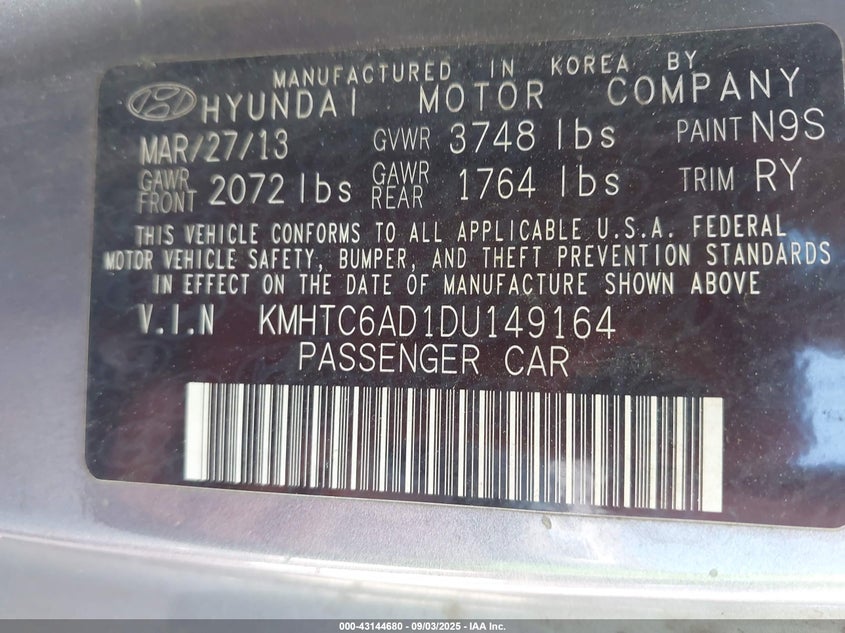 MANUFACTURED IN KOREA BY
HYUNDAI MOTOR COMPANY
MAR/27/13 GVWR 3748 lbs PAINT N9S
GAWR FRONT 2072 lbs GAWR REAR 1764 lbs TRIM RY
THIS VEHICLE CONFORMS TO ALL APPLICABLE U.S.A. FEDERAL
MOTOR VEHICLE SAFETY, BUMPER, AND THEFT PREVENTION STANDARDS
IN EFFECT ON THE DATE OF MANUFACTURE SHOWN ABOVE
V.I.N KMHTC6AD1DU149164
PASSENGER CAR
000-43144680 - 09/03/2025 - IAA Inc.